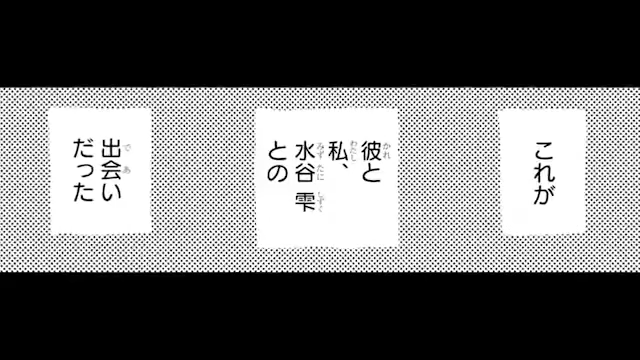 これが
彼と
私、
水谷 雫
との
出会い
だった